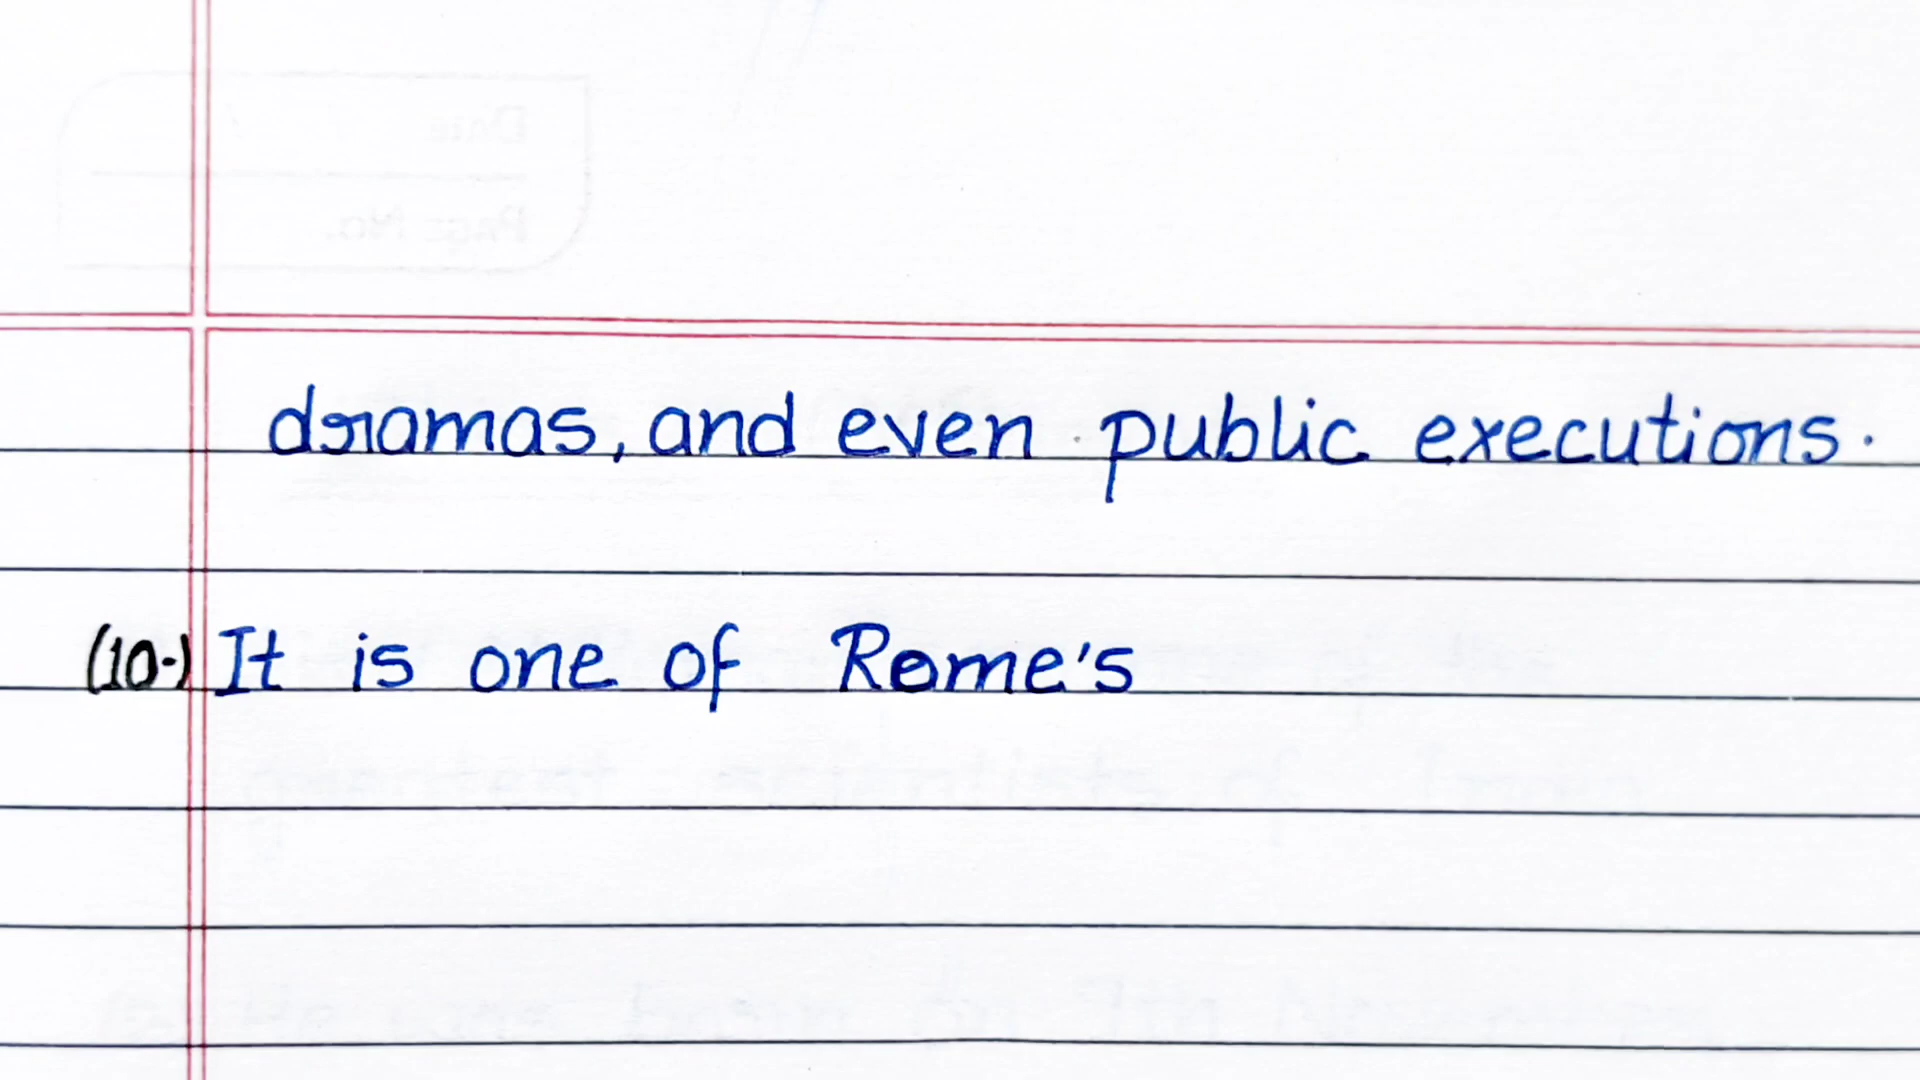 dramas, and even public executions.
(10.) It is one of Rome's